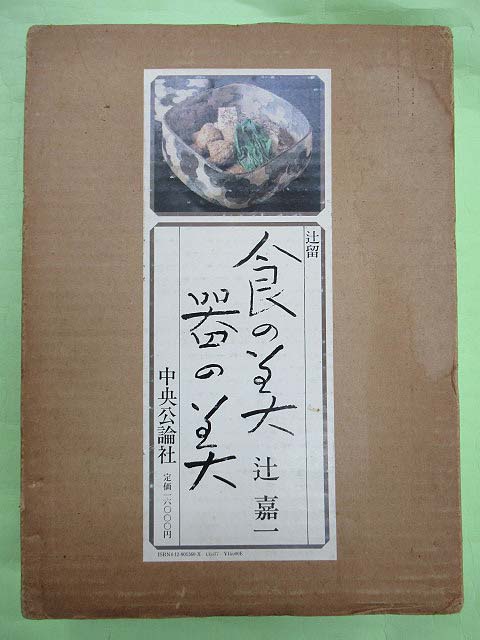 辻留
食の美
器の美
辻嘉一
中央公論社
定価一六〇〇〇円